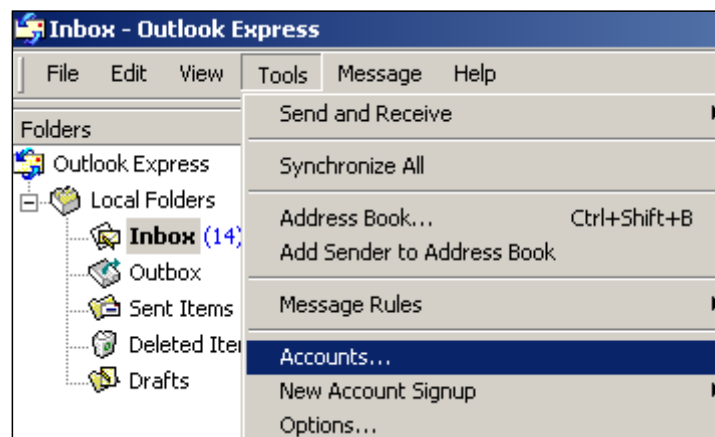 Inbox - Outlook Express
File Edit View Tools Message Help
Folders
Outlook Express
Local Folders
Inbox (14)
Outbox
Sent Items
Deleted Ite
Drafts
Send and Receive
Synchronize All
Address Book... Ctrl+Shift+B
Add Sender to Address Book
Message Rules
Accounts...
New Account Signup
Options...